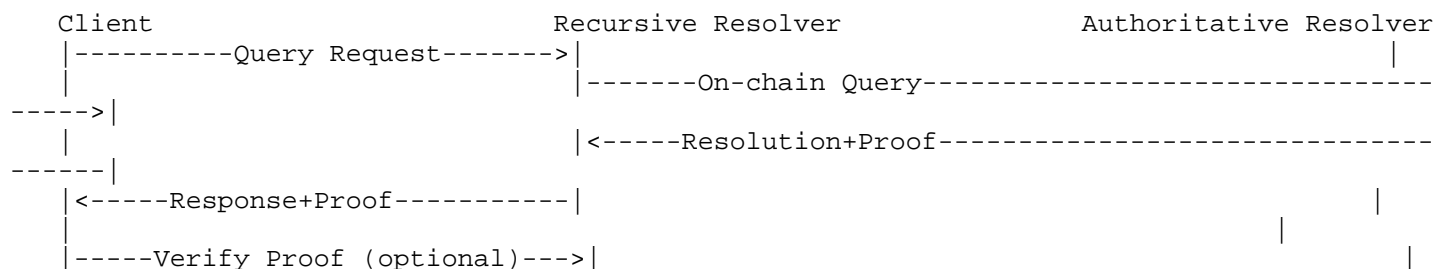 Client                         Recursive Resolver               Authoritative Resolver
|----------Query Request------->|                                                  |
|                               |-------On-chain Query--------------------------------
----->|
|                               |<-----Resolution+Proof-------------------------------
------|
|<-----Response+Proof-----------|                                                 |
|                                                                           |
|-----Verify Proof (optional)--->|                                                  |